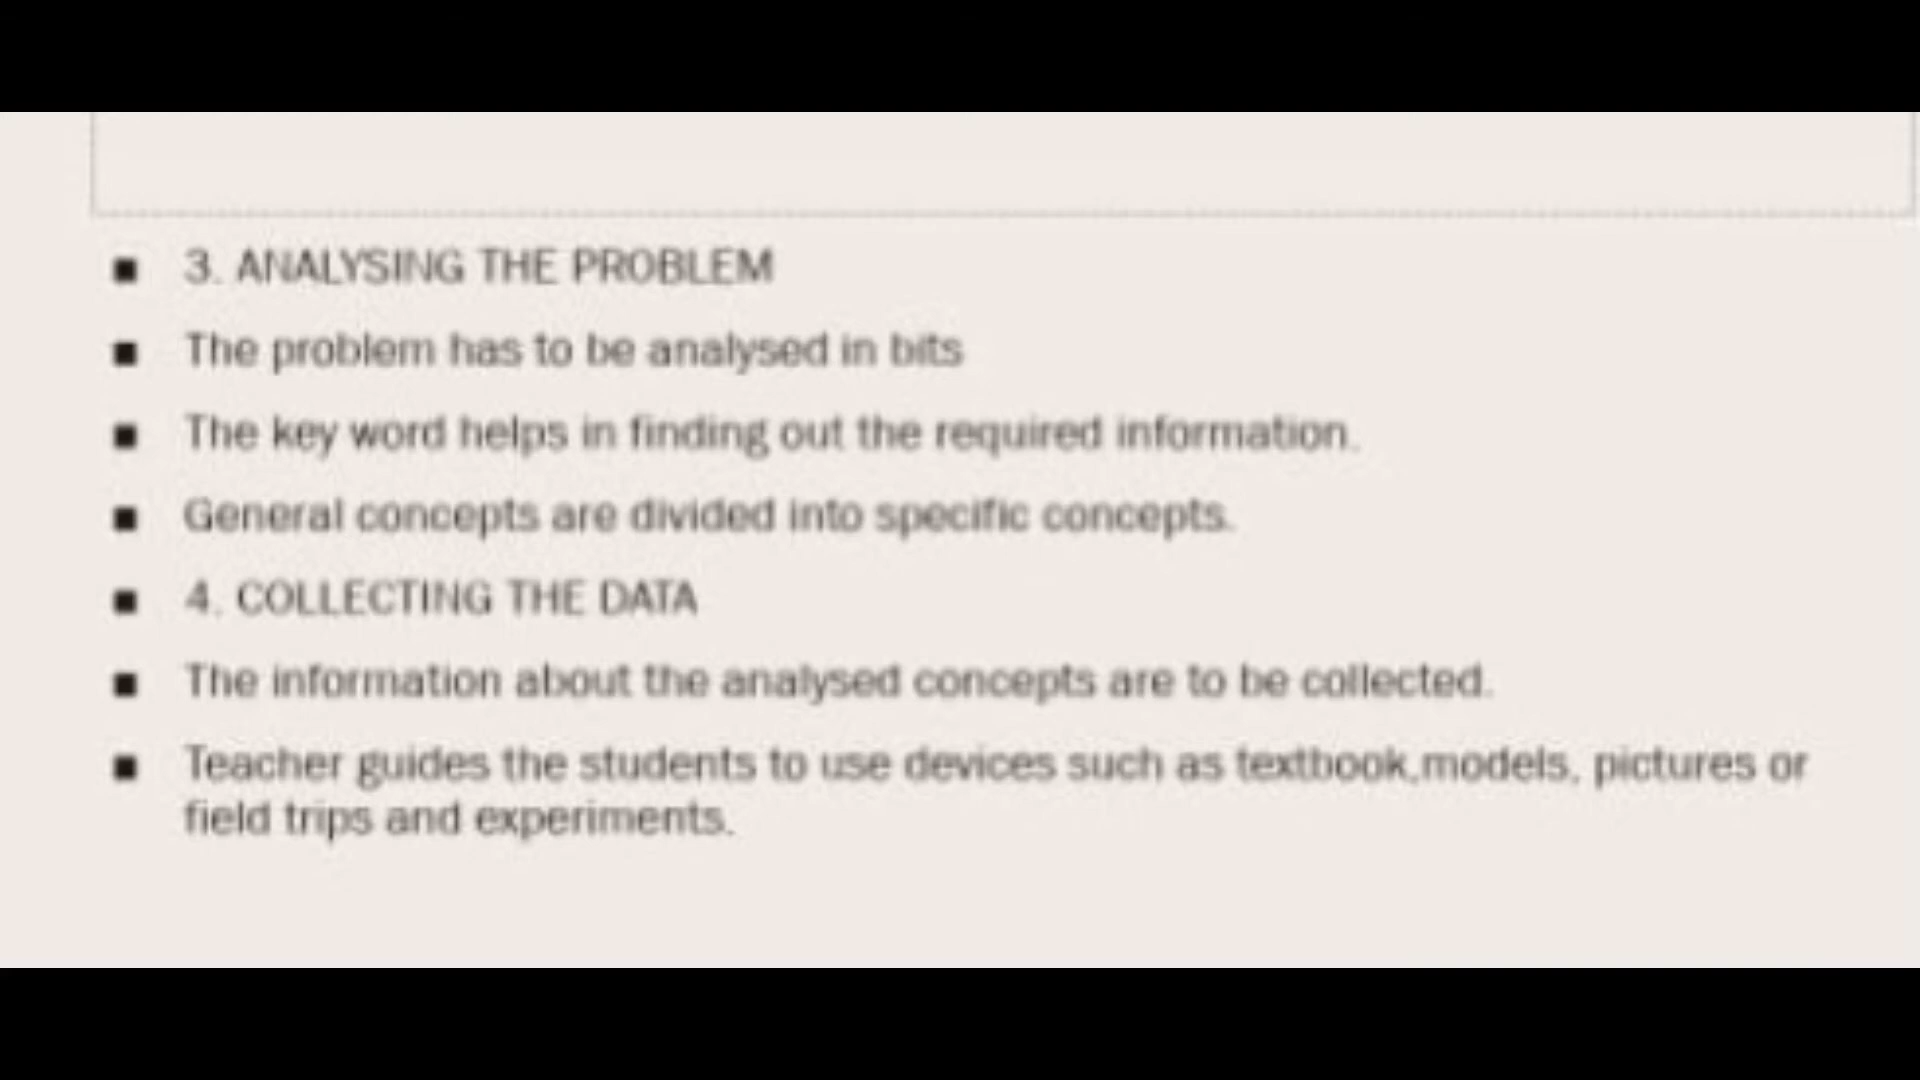 ▪ 3. ANALYSING THE PROBLEM
▪ The problem has to be analysed in bits
▪ The key word helps in finding out the required information.
▪ General concepts are divided into specific concepts.
▪ 4. COLLECTING THE DATA
▪ The information about the analysed concepts are to be collected.
▪ Teacher guides the students to use devices such as textbook,models, pictures or
field trips and experiments.